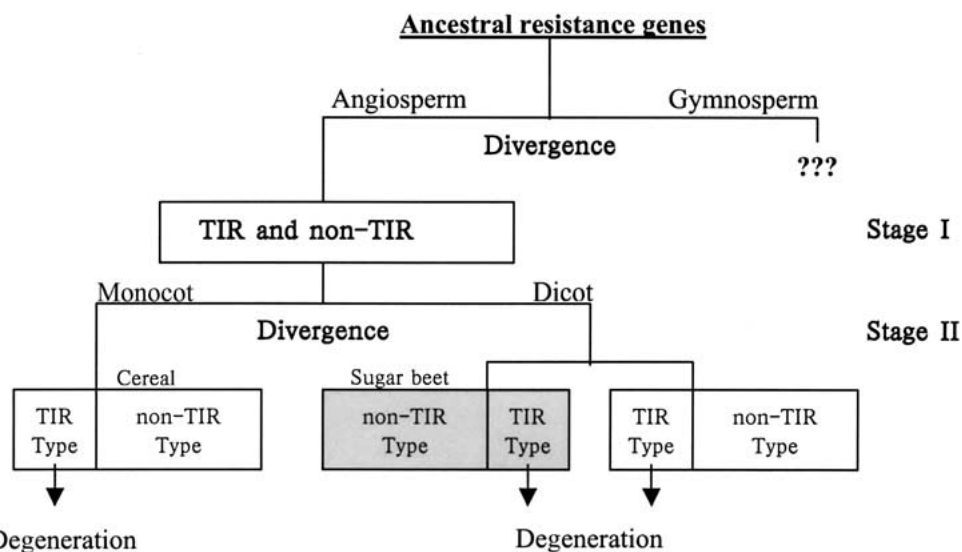 Ancestral resistance genes
Angiosperm
Gymnosperm
Divergence
???
TIR and non-TIR
Stage I
Monocot
Dicot
Divergence
Stage II
Cereal
Sugar beet
TIR
Type
non-TIR
Type
non-TIR
Type
TIR
Type
TIR
Type
non-TIR
Type
Degeneration
Degeneration